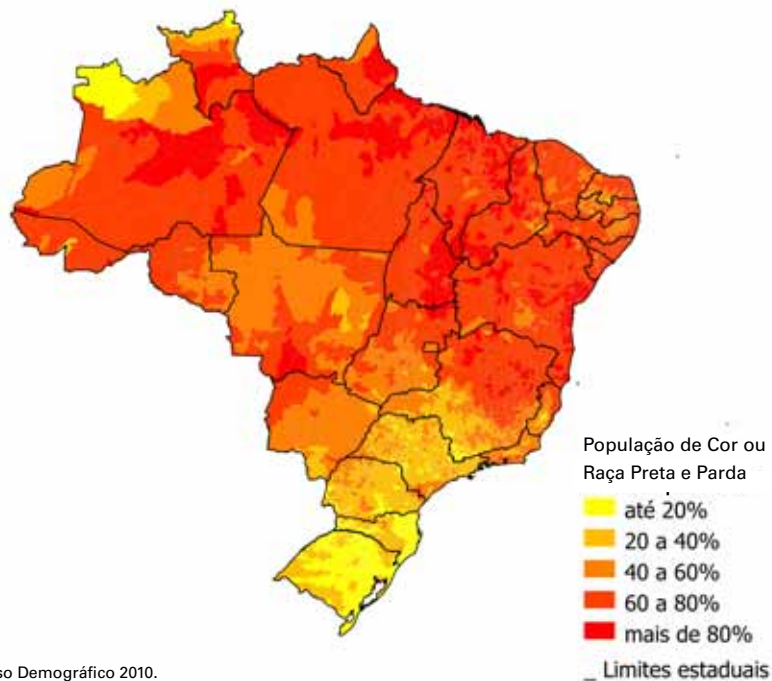 População de Cor ou
Raça Preta e Parda
até 20%
20 a 40%
40 a 60%
60 a 80%
mais de 80%
_ Limites estaduais
so Demográfico 2010.